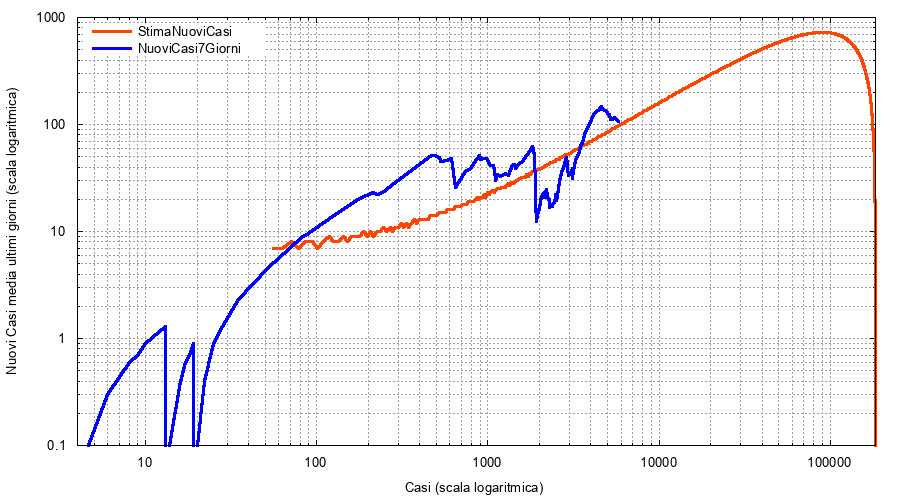 1000
StimaNuoviCasi
NuoviCasi7Giorni
100
10
1
0.1
Nuovi Casi media ultimi giorni (scala logaritmica)
10 100 1000 10000 100000
Casi (scala logaritmica)